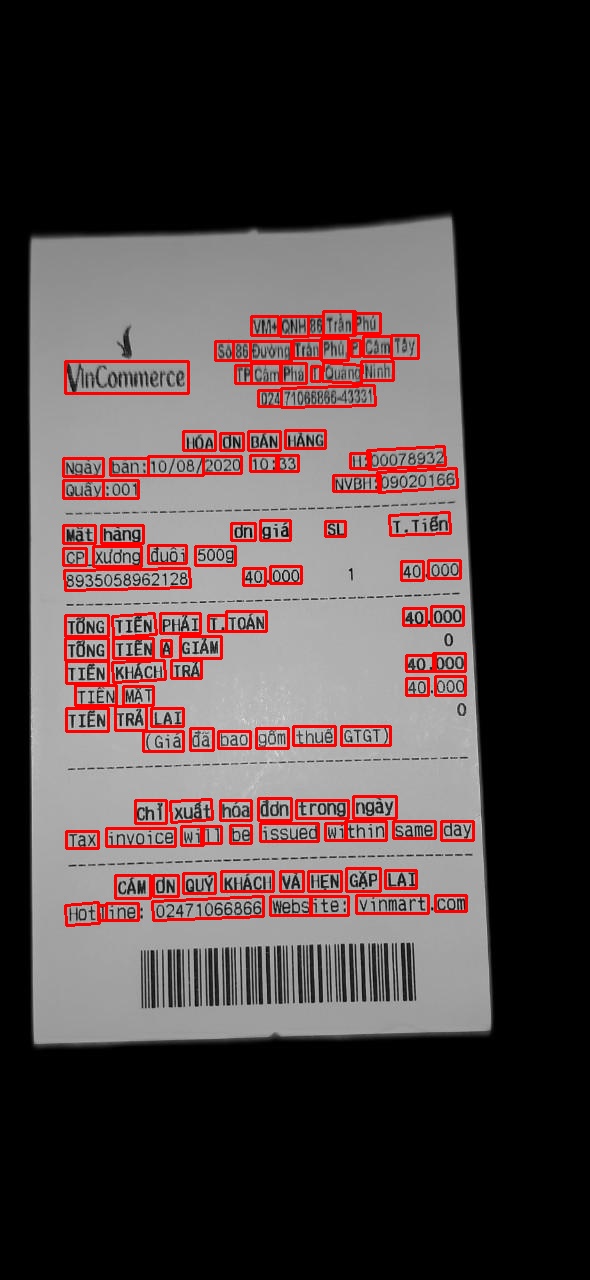 VinCommerce
VM+ QNH 86 Trần Phú
Số 86 Đường Trần Phú, P. Cẩm Tây
TP. Cẩm Phả, T. Quảng Ninh
024 71066866-43331
HÓA ĐN BÁN HÀNG
Ngày bán:10/08/2020 10:33 HĐ:00078932
Quầy:001 NVBH:09020166
Mặt hàng Đơn giá SL T.Tiền
CP_Xương đuôi 500g
8935058962128 40.000 1 40.000
TỔNG TIỀN PHẢI T.TOÁN 40.000
TỔNG TIỀN ĐÃ GIẢM 0
TIỀN KHÁCH TRẢ 40.000
TIỀN MẶT 40.000
TIỀN TRẢ LẠI 0
(Giá đã bao gồm thuế GTGT)
Chỉ xuất hóa đơn trong ngày
Tax invoice will be issued within same day
CẢM ƠN QUÝ KHÁCH VÀ HẸN GẶP LẠI
Hotline: 02471066866 Website: vinmart.com